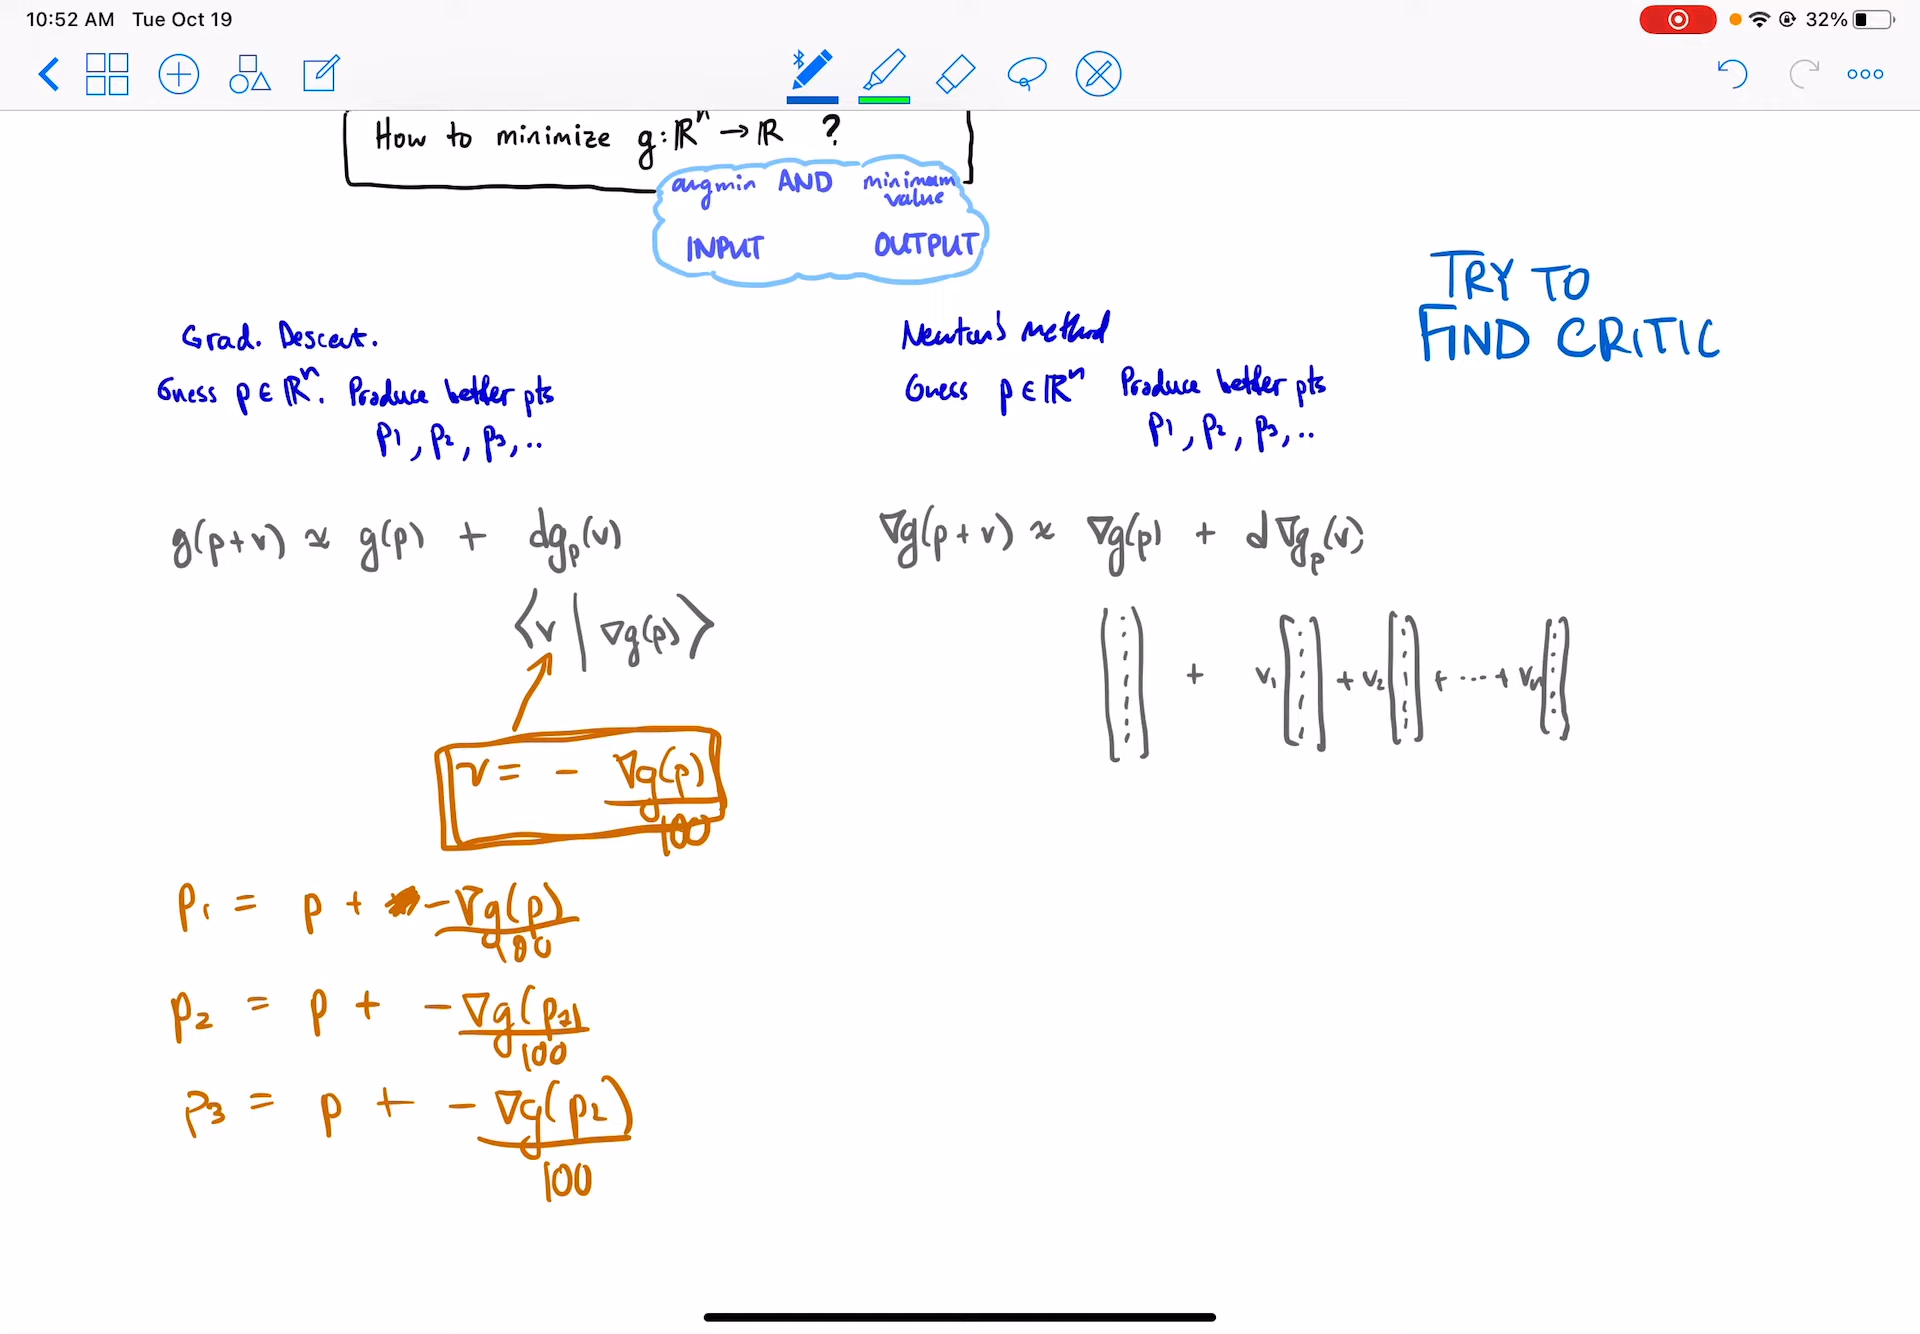 10:52 AM Tue Oct 19
32%
How to minimize g: ℝⁿ → ℝ ?
argmin AND minimum value
INPUT OUTPUT
TRY TO
FIND CRITIC
Grad. Descent.
Guess p ∈ ℝⁿ. Produce better pts
p₁, p₂, p₃, ..
g(p+v) ≈ g(p) + dgₚ(v)
⟨v | ∇g(p)⟩
v = - ∇g(p)/100
p₁ = p + -∇g(p)/100
p₂ = p + -∇g(p₁)/100
p₃ = p + -∇g(p₂)/100
Newton's method
Guess p ∈ ℝⁿ Produce better pts
p₁, p₂, p₃, ..
∇g(p+v) ≈ ∇g(p) + d∇gₚ(v)
[⋮] + v₁[⋮] + v₂[⋮] + ⋯ + vₙ[⋮]